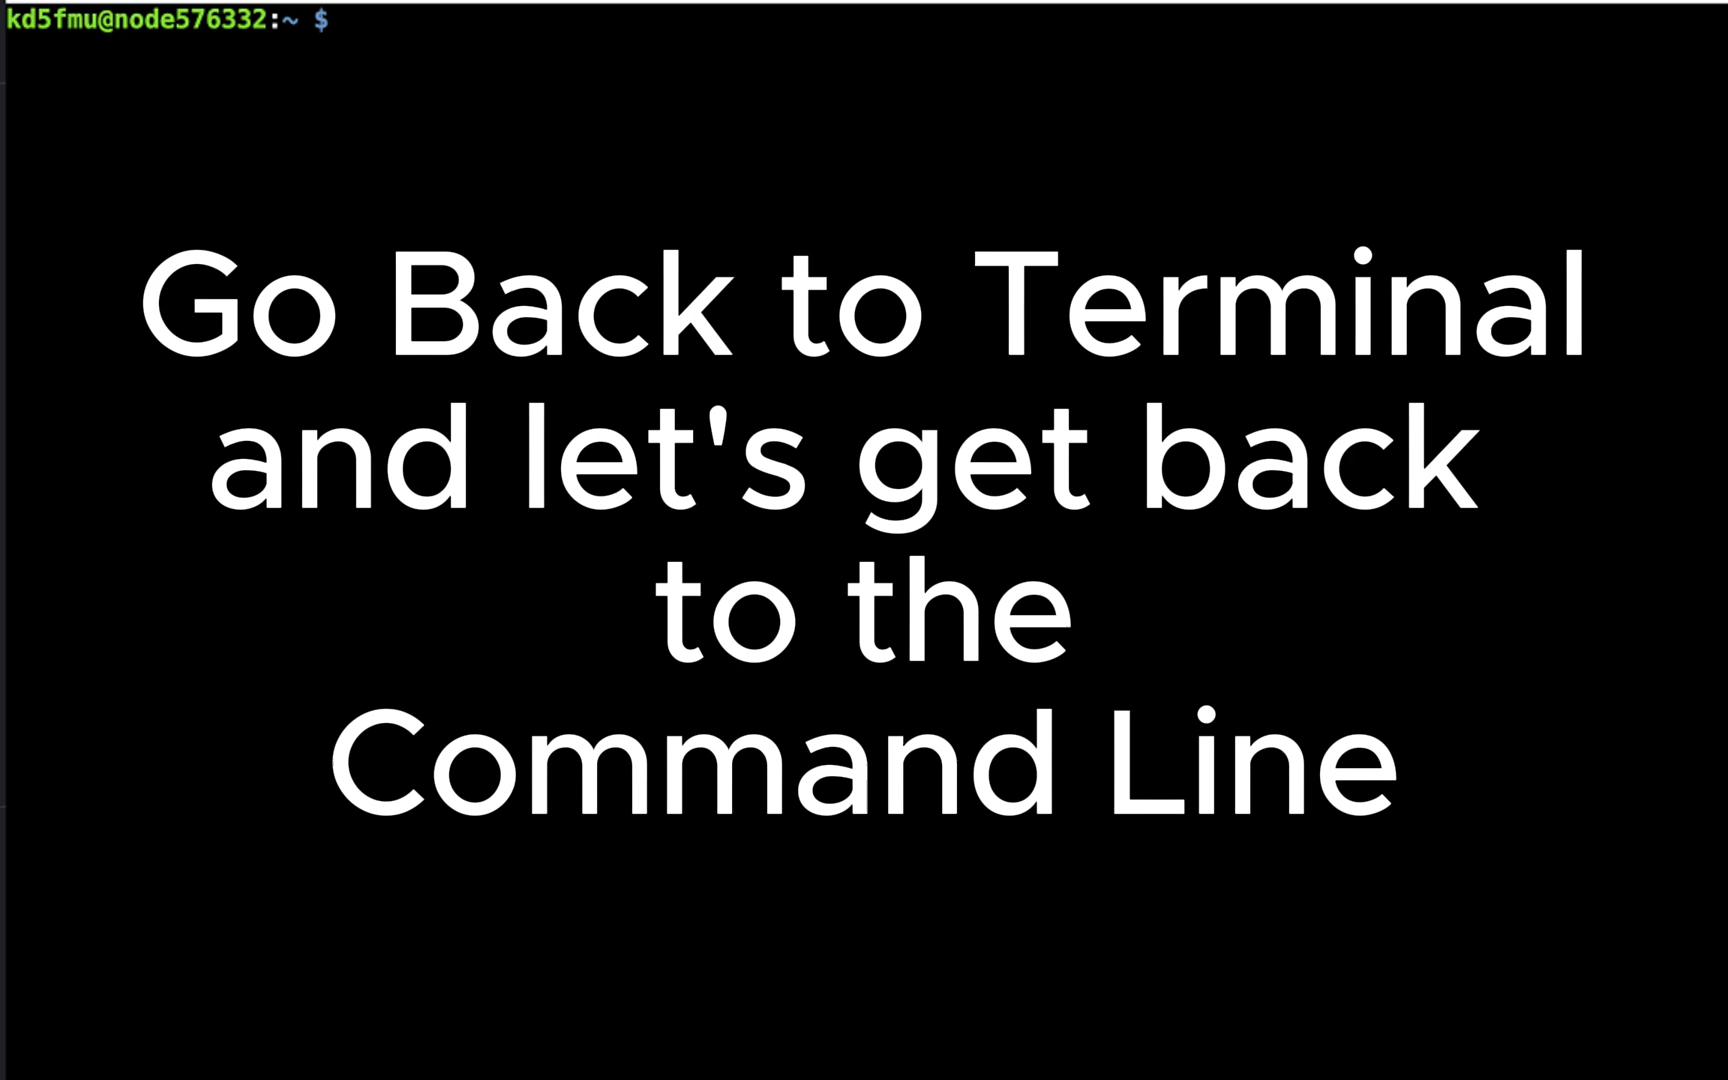 kd5fmu@node576332:~ $
Go Back to Terminal
and let's get back
to the
Command Line